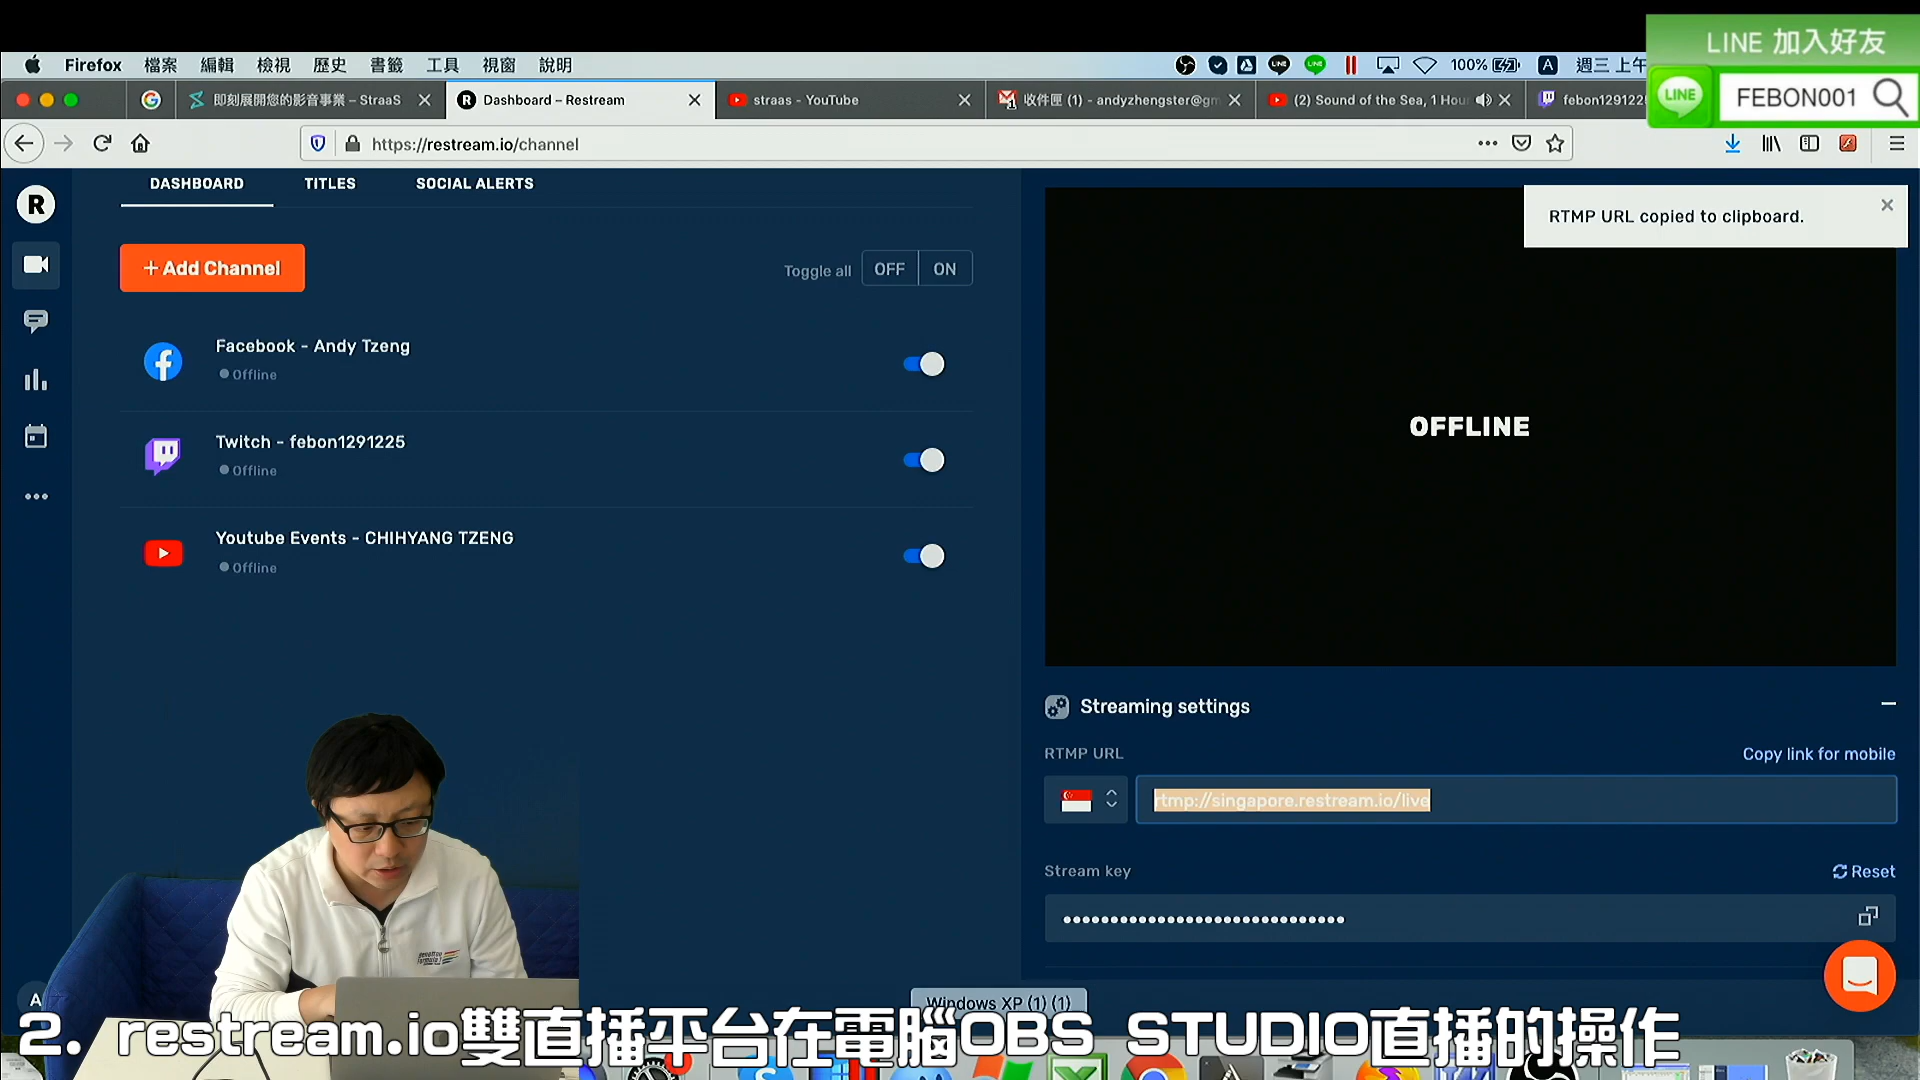 LINE 加入好友
LINE
FEBON001
Firefox 檔案 編輯 檢視 歷史 書籤 工具 視窗 說明
100%
A
週三 上午
即刻展開您的影音事業 – StraaS
Dashboard – Restream
straas - YouTube
收件匣 (1) - andyzhengster@gm
(2) Sound of the Sea, 1 Hou
febon129122
https://restream.io/channel
DASHBOARD TITLES SOCIAL ALERTS
RTMP URL copied to clipboard.
+ Add Channel
Toggle all OFF ON
Facebook - Andy Tzeng
Offline
Twitch - febon1291225
Offline
Youtube Events - CHIHYANG TZENG
Offline
OFFLINE
Streaming settings
RTMP URL
Copy link for mobile
rtmp://singapore.restream.io/live
Stream key
Reset
A
Windows XP (1) (1)
2. restream.io雙直播平台在電腦OBS STUDIO直播的操作